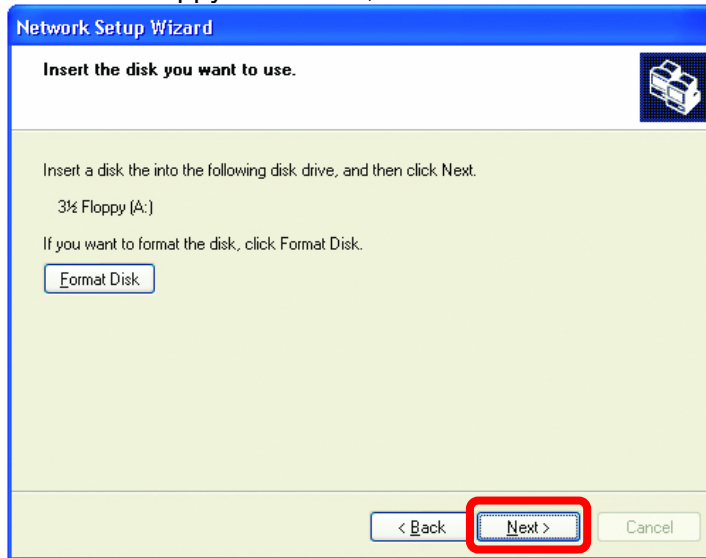 Network Setup Wizard
Insert the disk you want to use.
Insert a disk the into the following disk drive, and then click Next.
3½ Floppy (A:)
If you want to format the disk, click Format Disk.
Format Disk
< Back Next > Cancel